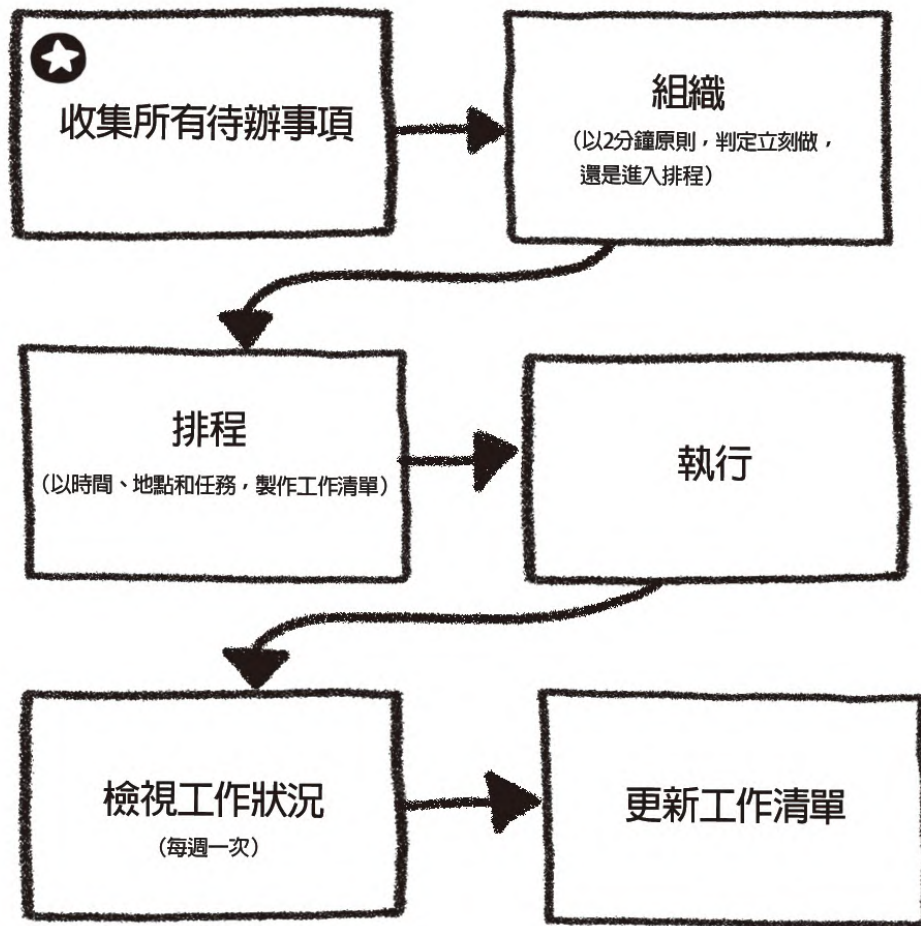 收集所有待辦事項
組織
(以2分鐘原則，判定立刻做，
還是進入排程)
排程
(以時間、地點和任務，製作工作清單)
執行
檢視工作狀況
(每週一次)
更新工作清單